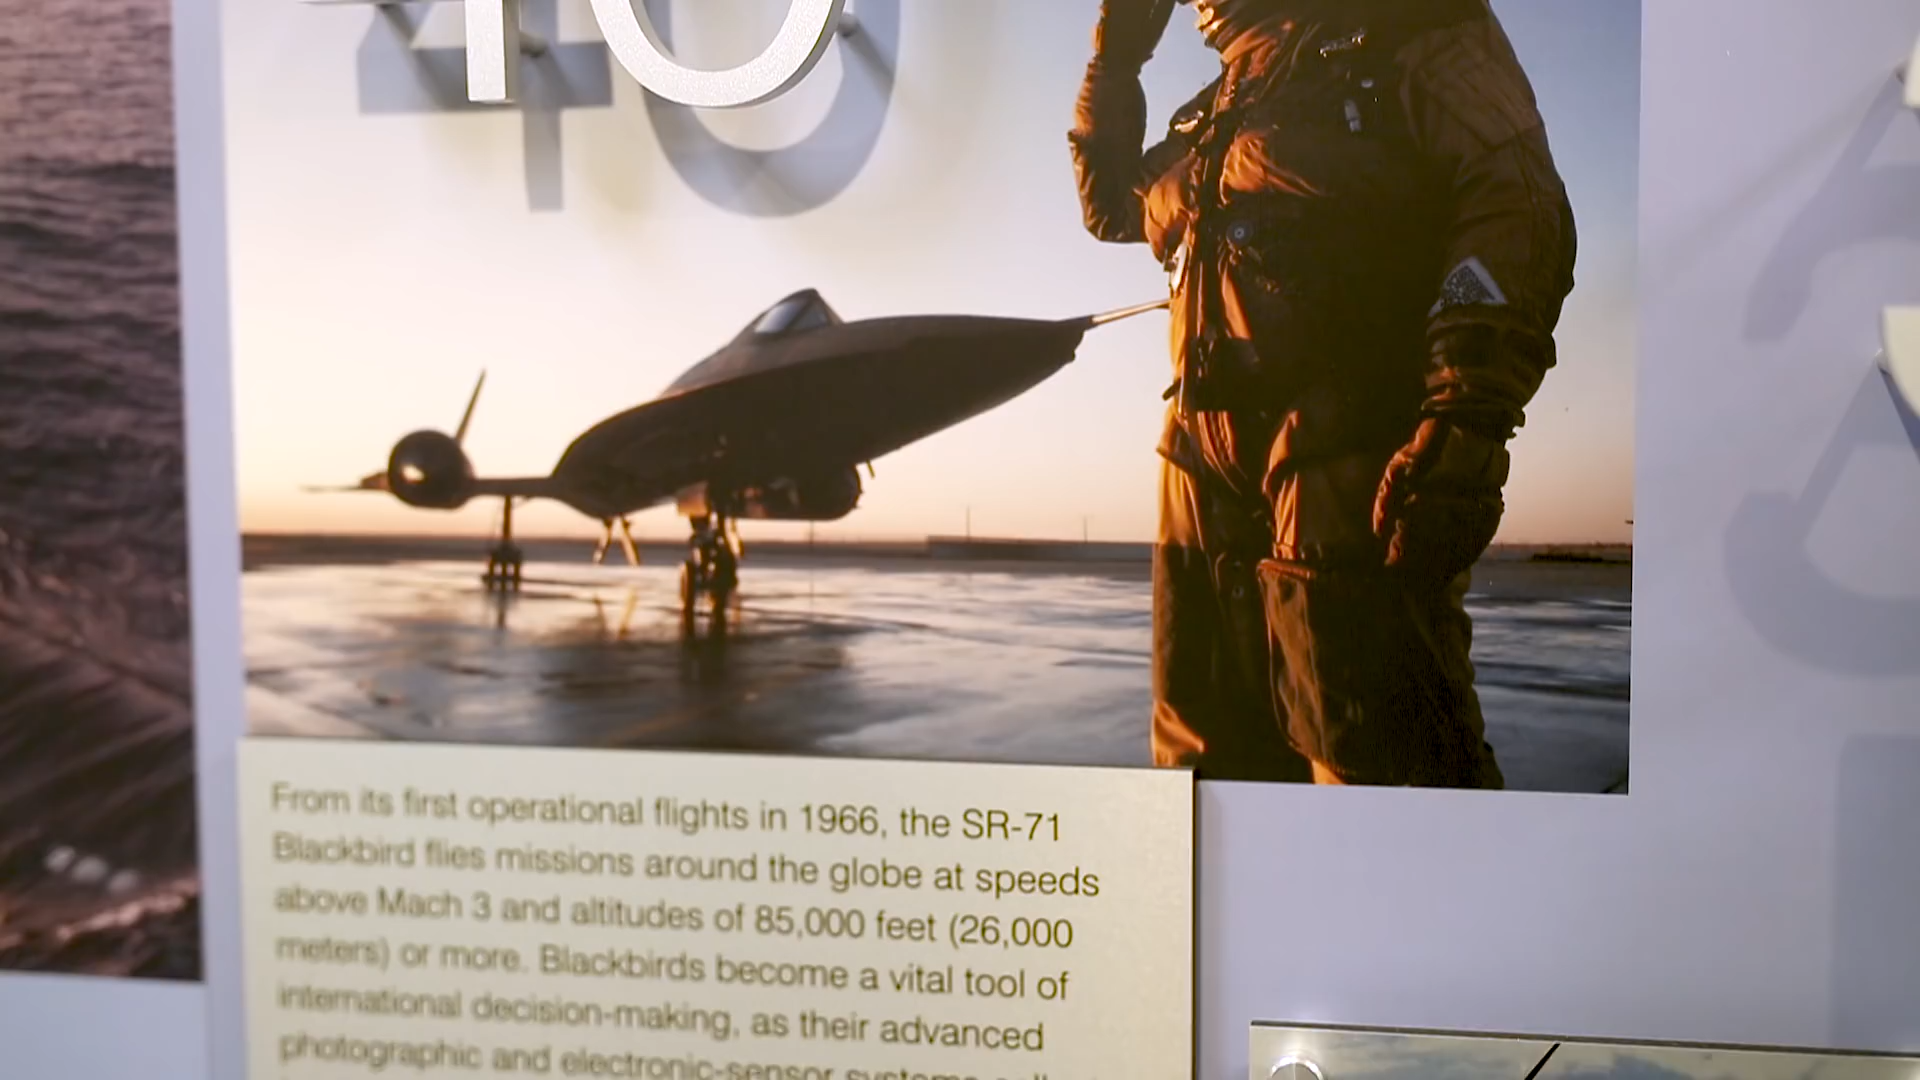 40
From its first operational flights in 1966, the SR-71
Blackbird flies missions around the globe at speeds
above Mach 3 and altitudes of 85,000 feet (26,000
meters) or more. Blackbirds become a vital tool of
international decision-making, as their advanced
photographic and electronic-sensor systems